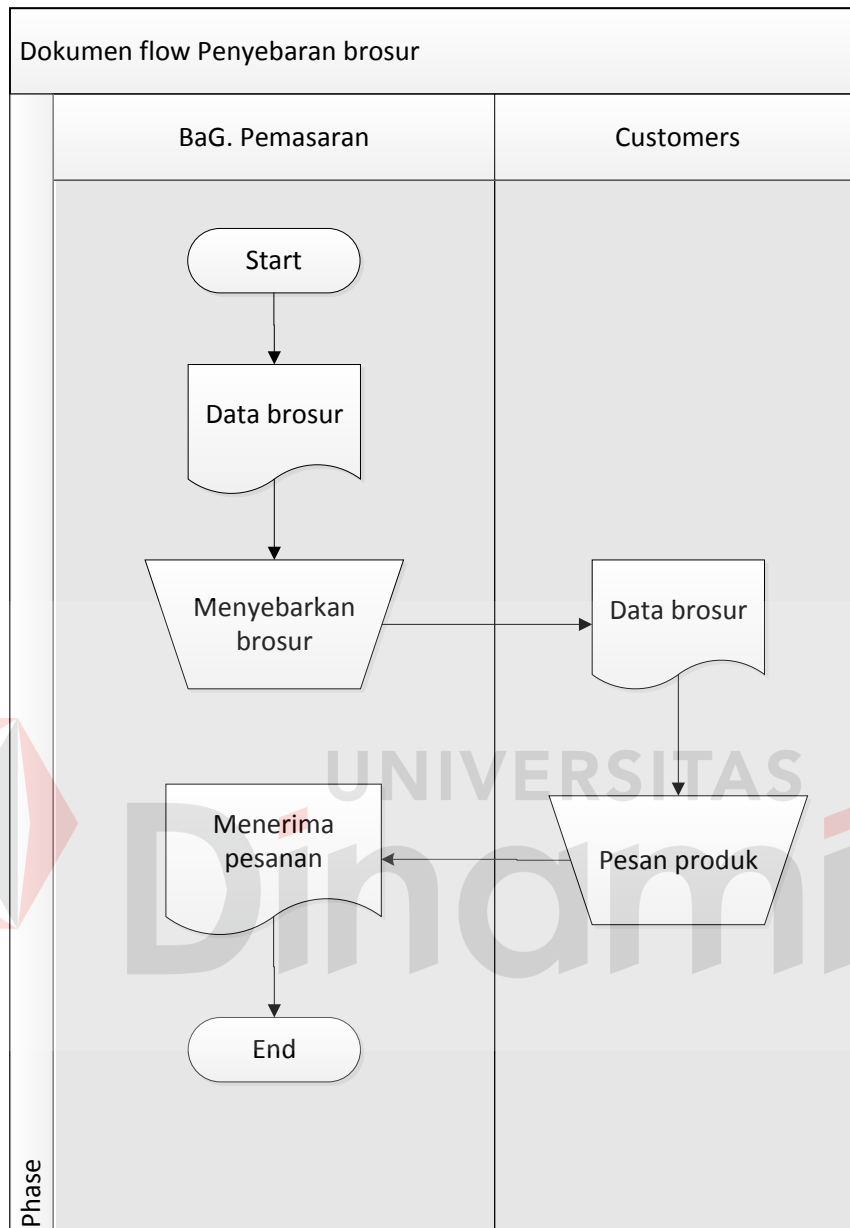 Dokumen flow Penyebaran brosur
BaG. Pemasaran
Customers
Start
Data brosur
Menyebarkan
brosur
Data brosur
Menerima
pesanan
Pesan produk
End
Phase
UNIVERSITAS
Dinami